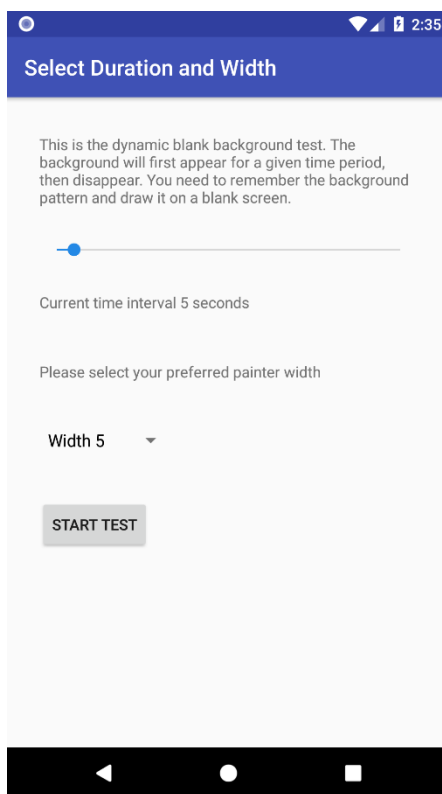 2:35
Select Duration and Width
This is the dynamic blank background test. The
background will first appear for a given time period,
then disappear. You need to remember the background
pattern and draw it on a blank screen.
Current time interval 5 seconds
Please select your preferred painter width
Width 5
START TEST